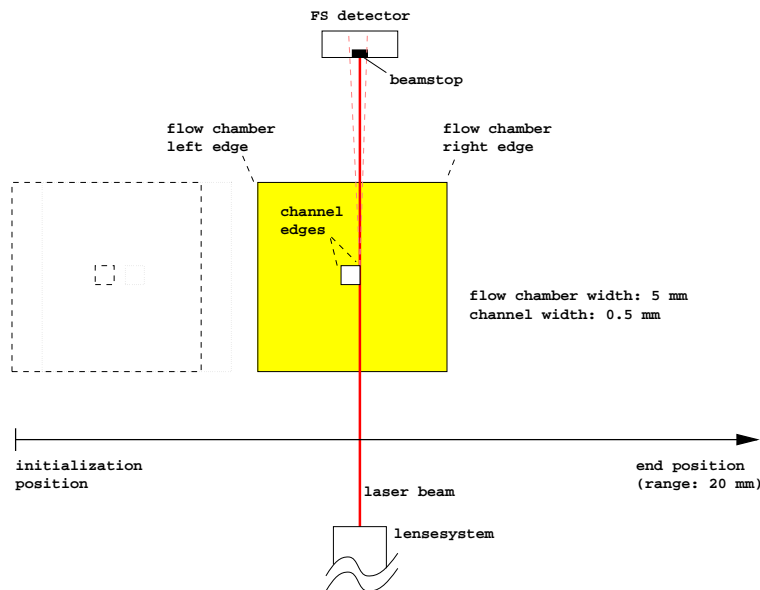 FS detector
beamstop
flow chamber
left edge
flow chamber
right edge
channel
edges
flow chamber width: 5 mm
channel width: 0.5 mm
initialization
position
end position
(range: 20 mm)
laser beam
lensesystem